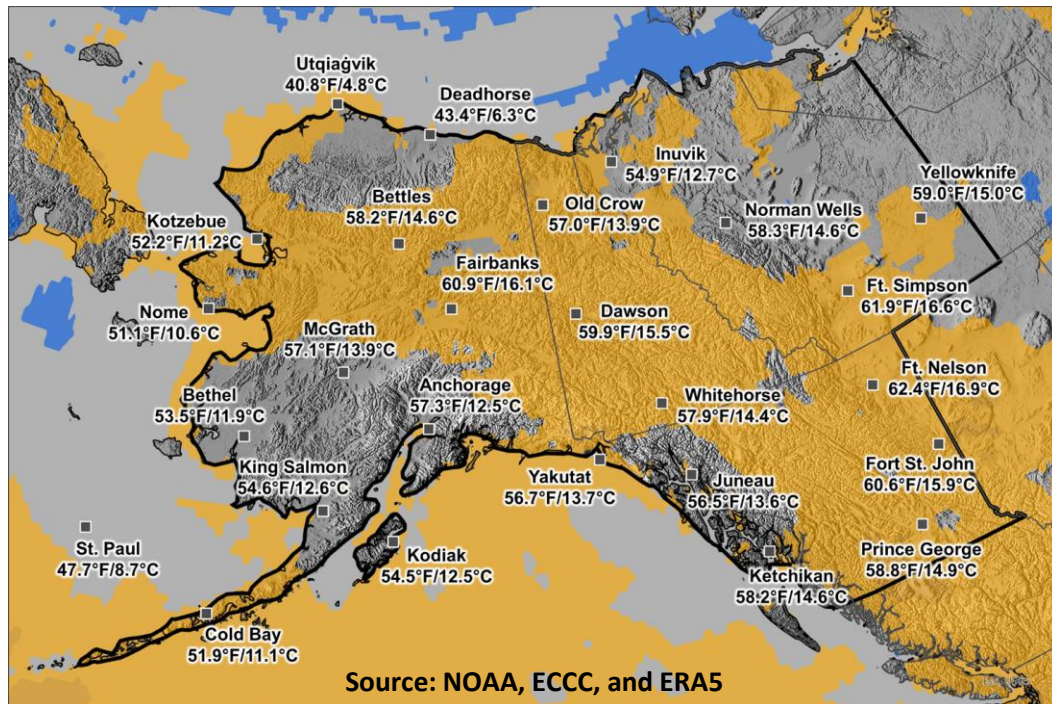 Utqiaġvik
40.8°F/4.8°C
Deadhorse
43.4°F/6.3°C
Inuvik
54.9°F/12.7°C
Yellowknife
59.0°F/15.0°C
Bettles
58.2°F/14.6°C
Old Crow
57.0°F/13.9°C
Norman Wells
58.3°F/14.6°C
Kotzebue
52.2°F/11.2°C
Fairbanks
60.9°F/16.1°C
Ft. Simpson
61.9°F/16.6°C
Nome
51.1°F/10.6°C
McGrath
57.1°F/13.9°C
Dawson
59.9°F/15.5°C
Ft. Nelson
62.4°F/16.9°C
Bethel
53.5°F/11.9°C
Anchorage
57.3°F/12.5°C
Whitehorse
57.9°F/14.4°C
King Salmon
54.6°F/12.6°C
Yakutat
56.7°F/13.7°C
Juneau
56.5°F/13.6°C
Fort St. John
60.6°F/15.9°C
St. Paul
47.7°F/8.7°C
Kodiak
54.5°F/12.5°C
Ketchikan
58.2°F/14.6°C
Prince George
58.8°F/14.9°C
Cold Bay
51.9°F/11.1°C
Source: NOAA, ECCC, and ERA5